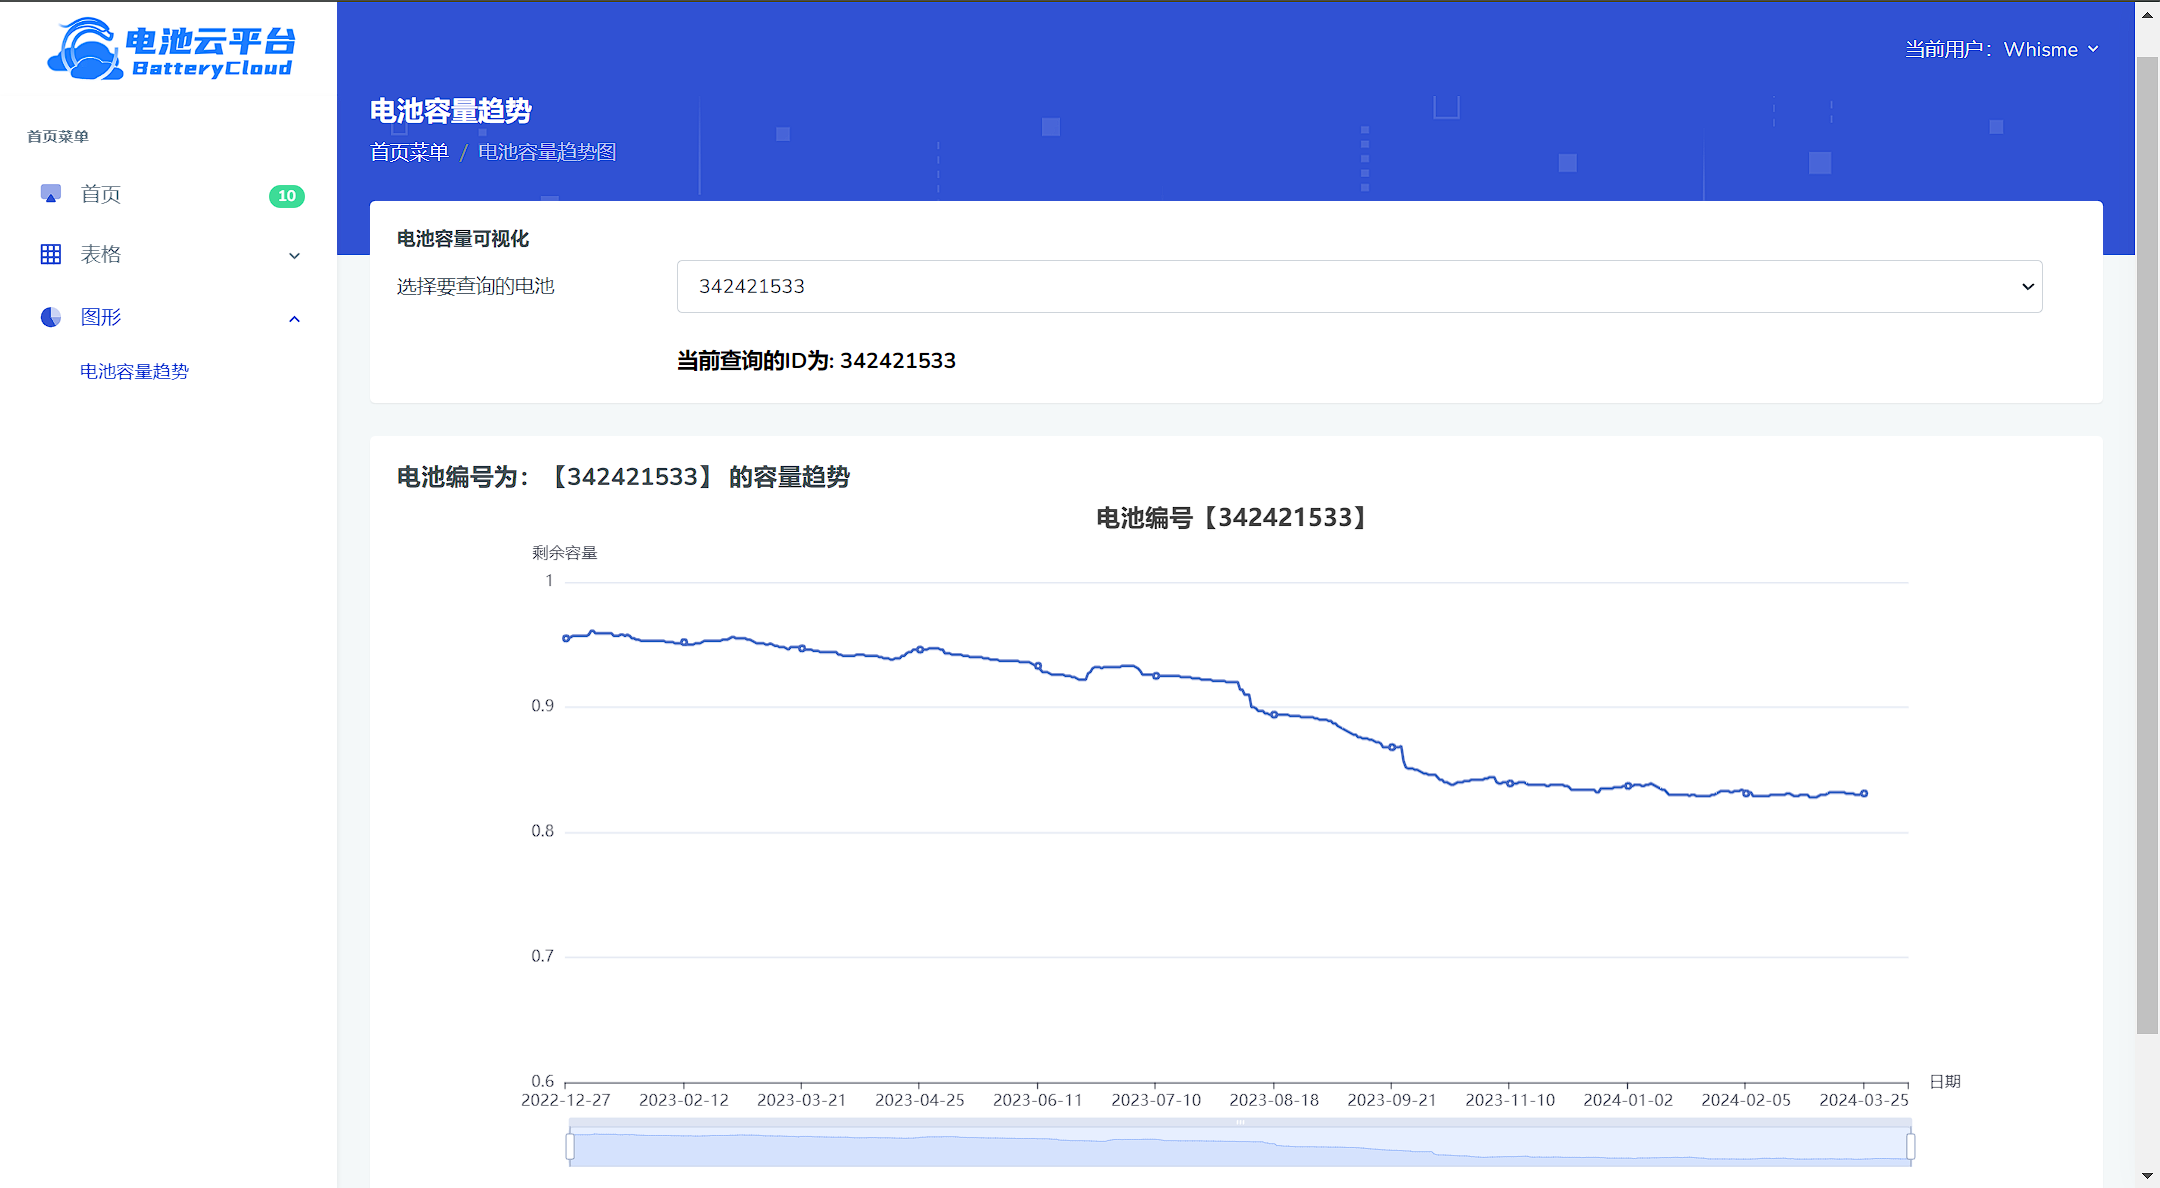 电池云平台
BatteryCloud
当前用户：Whisme
首页菜单
首页
10
表格
图形
电池容量趋势
电池容量趋势
首页菜单 / 电池容量趋势图
电池容量可视化
选择要查询的电池
342421533
当前查询的ID为: 342421533
电池编号为：【342421533】 的容量趋势
电池编号【342421533】
剩余容量
1
0.9
0.8
0.7
0.6
日期
2022-12-27 2023-02-12 2023-03-21 2023-04-25 2023-06-11 2023-07-10 2023-08-18 2023-09-21 2023-11-10 2024-01-02 2024-02-05 2024-03-25